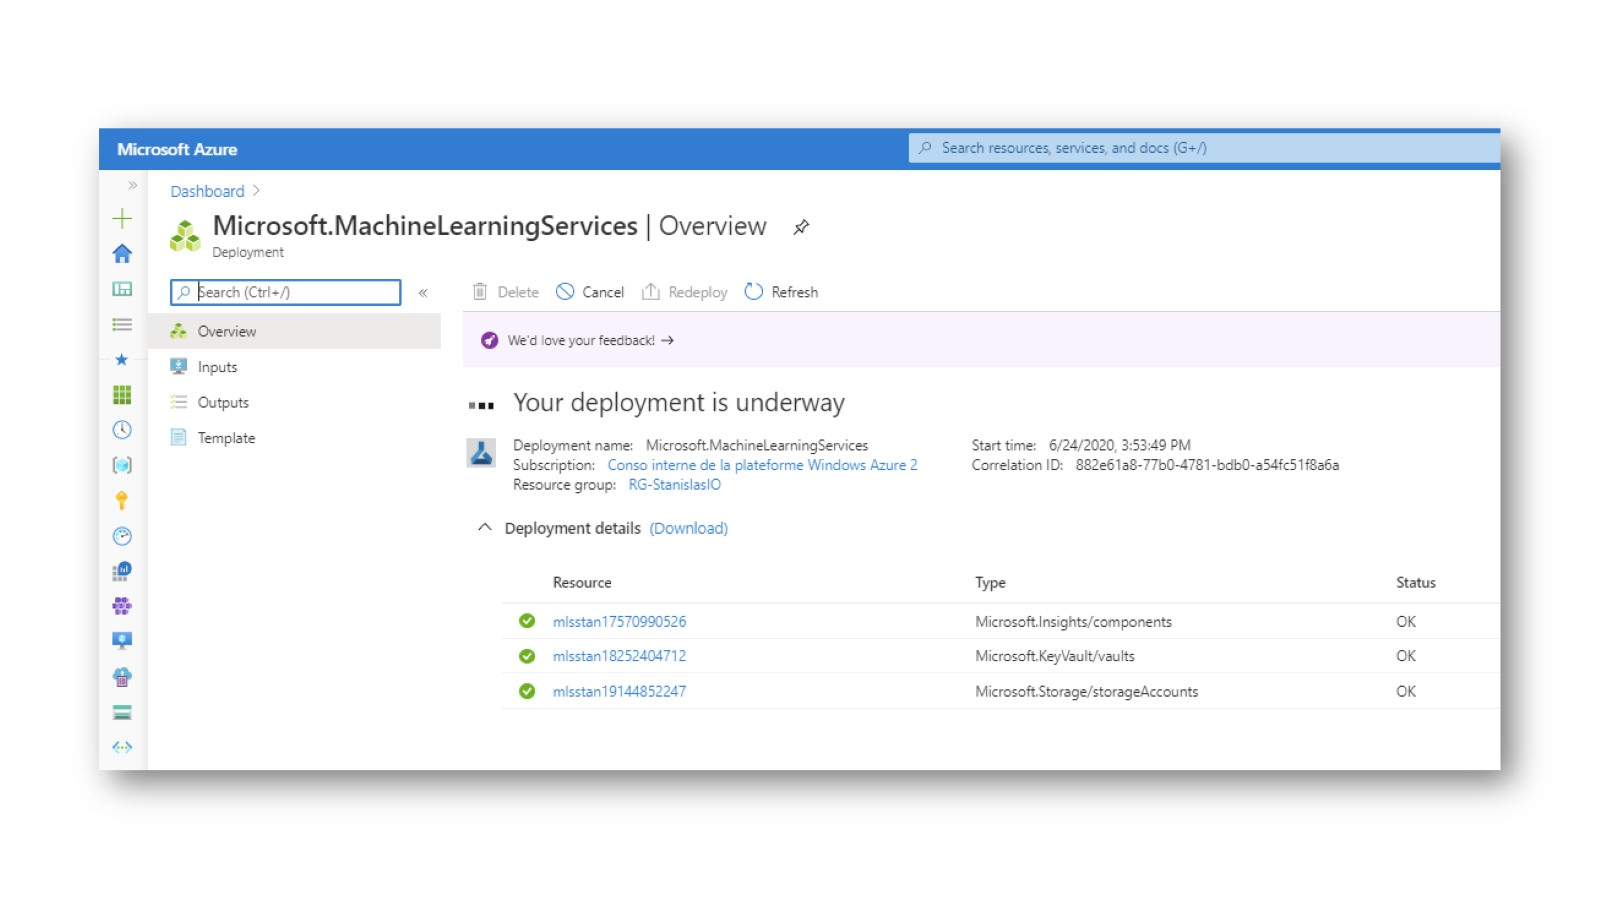 Microsoft Azure
Search resources, services, and docs (G+/)
Dashboard >
Microsoft.MachineLearningServices | Overview
Deployment
Search (Ctrl+/)
«
Delete Cancel Redeploy Refresh
Overview
Inputs
Outputs
Template
We'd love your feedback! →
Your deployment is underway
Deployment name: Microsoft.MachineLearningServices
Subscription: Conso interne de la plateforme Windows Azure 2
Resource group: RG-StanislasIO
Start time: 6/24/2020, 3:53:49 PM
Correlation ID: 882e61a8-77b0-4781-bdb0-a54fc51f8a6a
Deployment details (Download)
Resource Type Status
mlsstan17570990526 Microsoft.Insights/components OK
mlsstan18252404712 Microsoft.KeyVault/vaults OK
mlsstan19144852247 Microsoft.Storage/storageAccounts OK